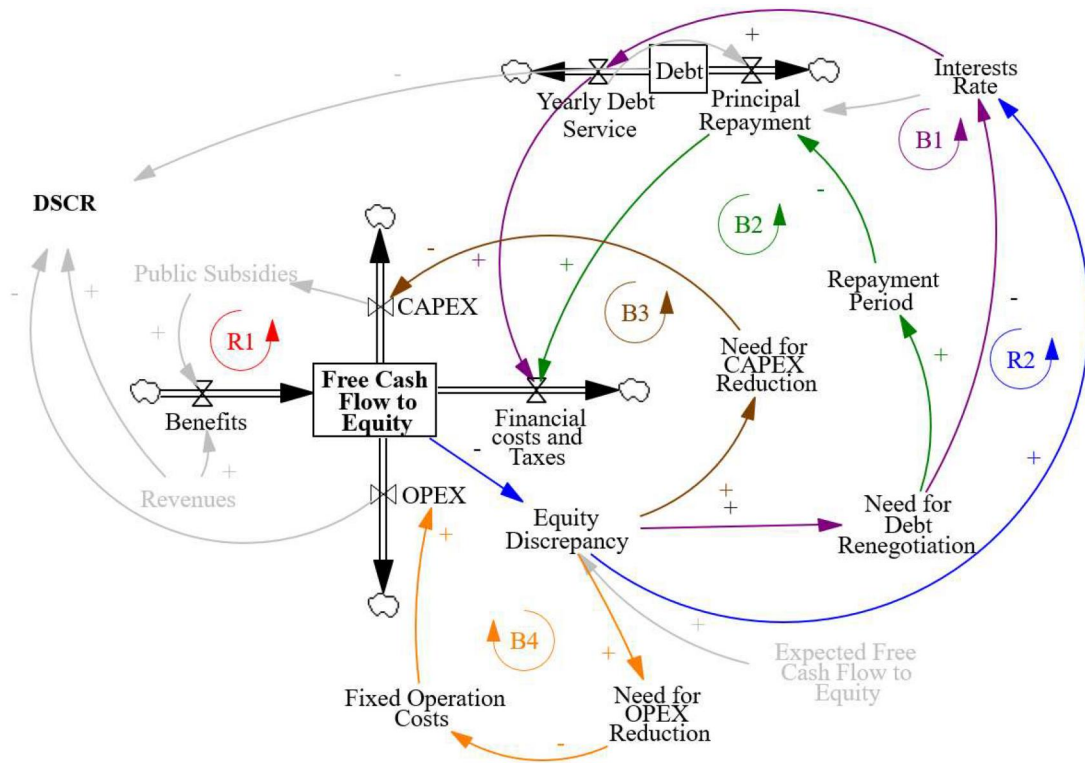 +
Debt
Interests
Rate
-
Yearly Debt
Service
Principal
Repayment
B1
DSCR
-
B2
-
+
+
Public Subsidies
-
+
CAPEX
B3
Repayment
Period
-
+
R1
Need for
CAPEX
Reduction
R2
+
Free Cash
Flow to
Equity
Benefits
Financial
costs and
Taxes
-
+
Revenues
OPEX
+
+
Equity
Discrepancy
+
Need for
Debt
Renegotiation
+
+
B4
+
+
Expected Free
Cash Flow to
Equity
Fixed Operation
Costs
Need for
OPEX
Reduction
-